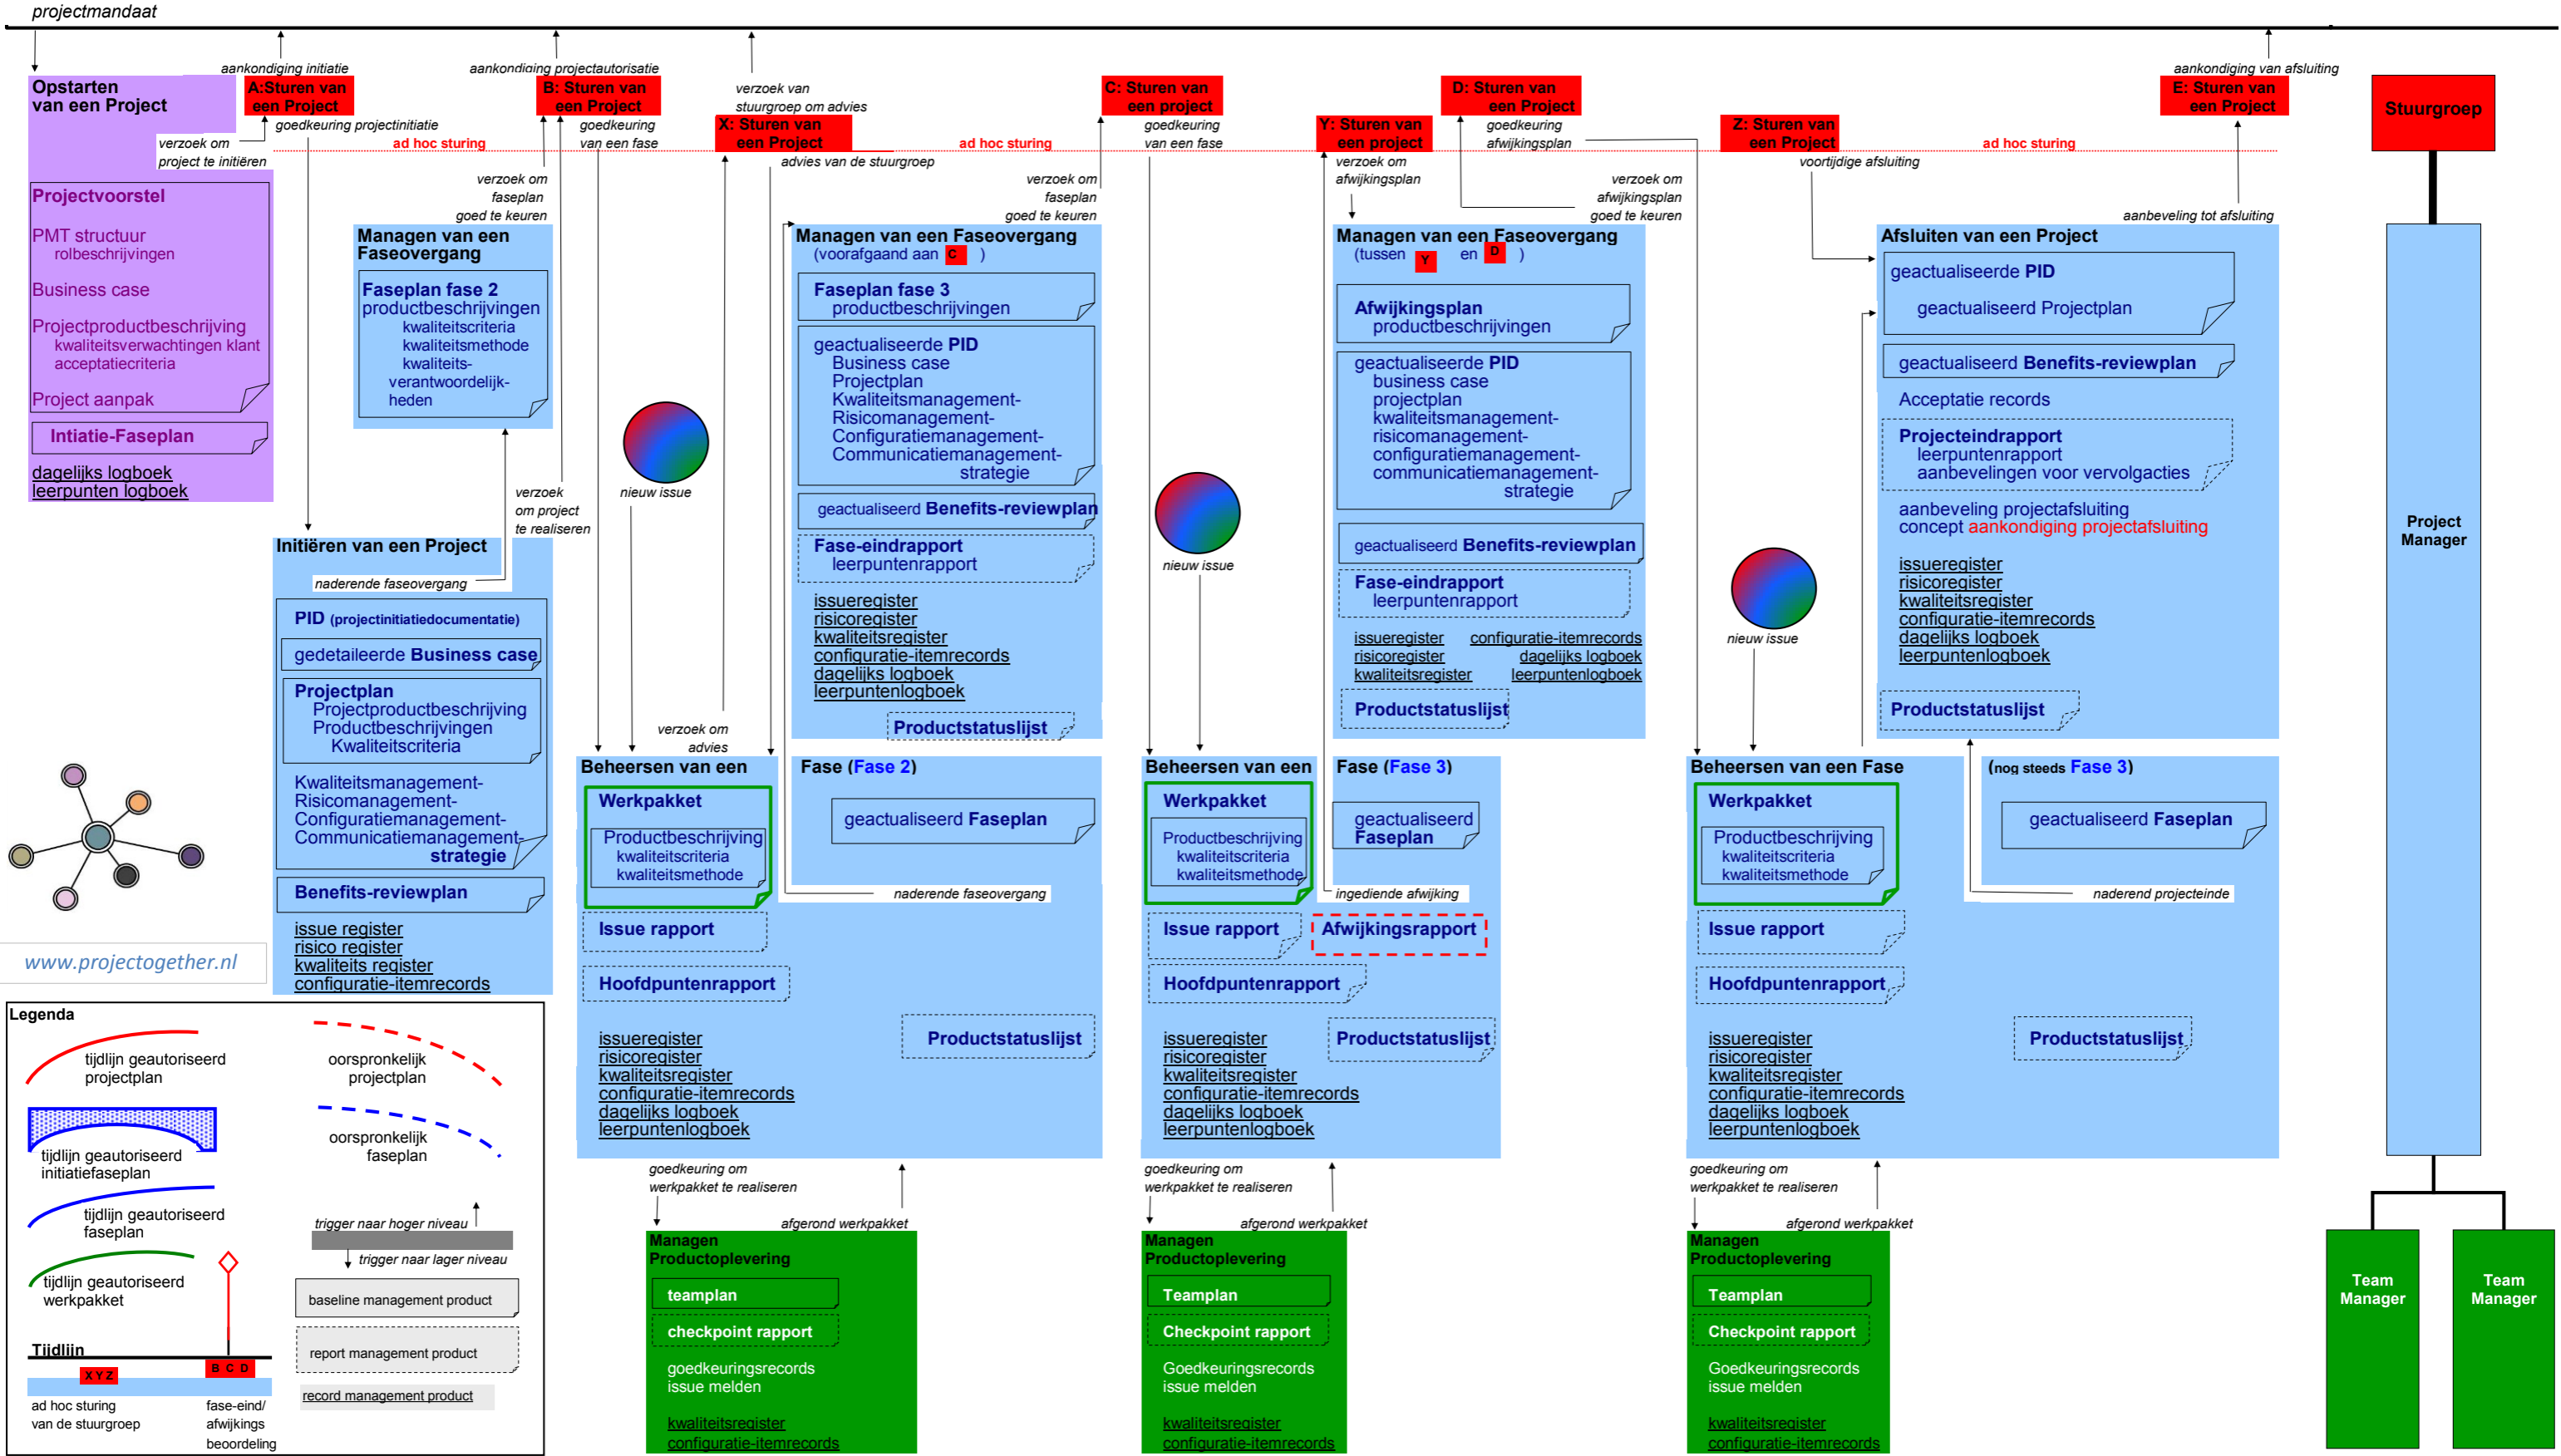 projectmandaat
Opstarten
van een Project
verzoek om
project te initiëren
Projectvoorstel
PMT structuur
rolbeschrijvingen
Business case
Projectproductbeschrijving
kwaliteitsverwachtingen klant
acceptatiecriteria
Project aanpak
Intiatie-Faseplan
dagelijks logboek
leerpunten logboek
aankondiging initiatie
A:Sturen van
een Project
goedkeuring projectinitiatie
ad hoc sturing
aankondiging projectautorisatie
B: Sturen van
een Project
goedkeuring
van een fase
verzoek van
stuurgroep om advies
X: Sturen van
een Project
advies van de stuurgroep
ad hoc sturing
C: Sturen van
een project
goedkeuring
van een fase
Y: Sturen van
een project
verzoek om
afwijkingsplan
D: Sturen van
een Project
goedkeuring
afwijkingsplan
Z: Sturen van
een Project
voortijdige afsluiting
ad hoc sturing
aankondiging van afsluiting
E: Sturen van
een Project
verzoek om
faseplan
goed te keuren
Managen van een
Faseovergang
Faseplan fase 2
productbeschrijvingen
kwaliteitscriteria
kwaliteitsmethode
kwaliteits-
verantwoordelijk-
heden
verzoek
om project
te realiseren
Initiëren van een Project
naderende faseovergang
PID (projectinitiatiedocumentatie)
gedetaileerde Business case
Projectplan
Projectproductbeschrijving
Productbeschrijvingen
Kwaliteitscriteria
Kwaliteitsmanagement-
Risicomanagement-
Configuratiemanagement-
Communicatiemanagement-
strategie
Benefits-reviewplan
issue register
risico register
kwaliteits register
configuratie-itemrecords
nieuw issue
verzoek om
advies
verzoek om
faseplan
goed te keuren
Managen van een Faseovergang
(voorafgaand aan C )
Faseplan fase 3
productbeschrijvingen
geactualiseerde PID
Business case
Projectplan
Kwaliteitsmanagement-
Risicomanagement-
Configuratiemanagement-
Communicatiemanagement-
strategie
geactualiseerd Benefits-reviewplan
Fase-eindrapport
leerpuntenrapport
issueregister
risicoregister
kwaliteitsregister
configuratie-itemrecords
dagelijks logboek
leerpuntenlogboek
Productstatuslijst
Beheersen van een Fase (Fase 2)
Werkpakket
Productbeschrijving
kwaliteitscriteria
kwaliteitsmethode
geactualiseerd Faseplan
naderende faseovergang
Issue rapport
Hoofdpuntenrapport
issueregister
risicoregister
kwaliteitsregister
configuratie-itemrecords
dagelijks logboek
leerpuntenlogboek
Productstatuslijst
goedkeuring om
werkpakket te realiseren
afgerond werkpakket
Managen
Productoplevering
teamplan
checkpoint rapport
goedkeuringsrecords
issue melden
kwaliteitsregister
configuratie-itemrecords
nieuw issue
verzoek om
afwijkingsplan
goed te keuren
Managen van een Faseovergang
(tussen Y en D )
Afwijkingsplan
productbeschrijvingen
geactualiseerde PID
business case
projectplan
kwaliteitsmanagement-
risicomanagement-
configuratiemanagement-
communicatiemanagement-
strategie
geactualiseerd Benefits-reviewplan
Fase-eindrapport
leerpuntenrapport
issueregister configuratie-itemrecords
risicoregister dagelijks logboek
kwaliteitsregister leerpuntenlogboek
Productstatuslijst
Beheersen van een Fase (Fase 3)
Werkpakket
Productbeschrijving
kwaliteitscriteria
kwaliteitsmethode
geactualiseerd
Faseplan
ingediende afwijking
Issue rapport
Afwijkingsrapport
Hoofdpuntenrapport
issueregister
risicoregister
kwaliteitsregister
configuratie-itemrecords
dagelijks logboek
leerpuntenlogboek
Productstatuslijst
goedkeuring om
werkpakket te realiseren
afgerond werkpakket
Managen
Productoplevering
Teamplan
Checkpoint rapport
Goedkeuringsrecords
issue melden
kwaliteitsregister
configuratie-itemrecords
nieuw issue
aanbeveling tot afsluiting
Afsluiten van een Project
geactualiseerde PID
geactualiseerd Projectplan
geactualiseerd Benefits-reviewplan
Acceptatie records
Projecteindrapport
leerpuntenrapport
aanbevelingen voor vervolgacties
aanbeveling projectafsluiting
concept aankondiging projectafsluiting
issueregister
risicoregister
kwaliteitsregister
configuratie-itemrecords
dagelijks logboek
leerpuntenlogboek
Productstatuslijst
Beheersen van een Fase (nog steeds Fase 3)
Werkpakket
Productbeschrijving
kwaliteitscriteria
kwaliteitsmethode
geactualiseerd Faseplan
naderend projecteinde
Issue rapport
Hoofdpuntenrapport
issueregister
risicoregister
kwaliteitsregister
configuratie-itemrecords
dagelijks logboek
leerpuntenlogboek
Productstatuslijst
goedkeuring om
werkpakket te realiseren
afgerond werkpakket
Managen
Productoplevering
Teamplan
Checkpoint rapport
Goedkeuringsrecords
issue melden
kwaliteitsregister
configuratie-itemrecords
Stuurgroep
Project
Manager
Team
Manager
Team
Manager
www.projectogether.nl
Legenda
tijdlijn geautoriseerd
projectplan
oorspronkelijk
projectplan
tijdlijn geautoriseerd
initiatiefaseplan
oorspronkelijk
faseplan
tijdlijn geautoriseerd
faseplan
trigger naar hoger niveau
trigger naar lager niveau
tijdlijn geautoriseerd
werkpakket
baseline management product
report management product
record management product
Tijdlijn
X Y Z
B C D
ad hoc sturing
van de stuurgroep
fase-eind/
afwijkings
beoordeling